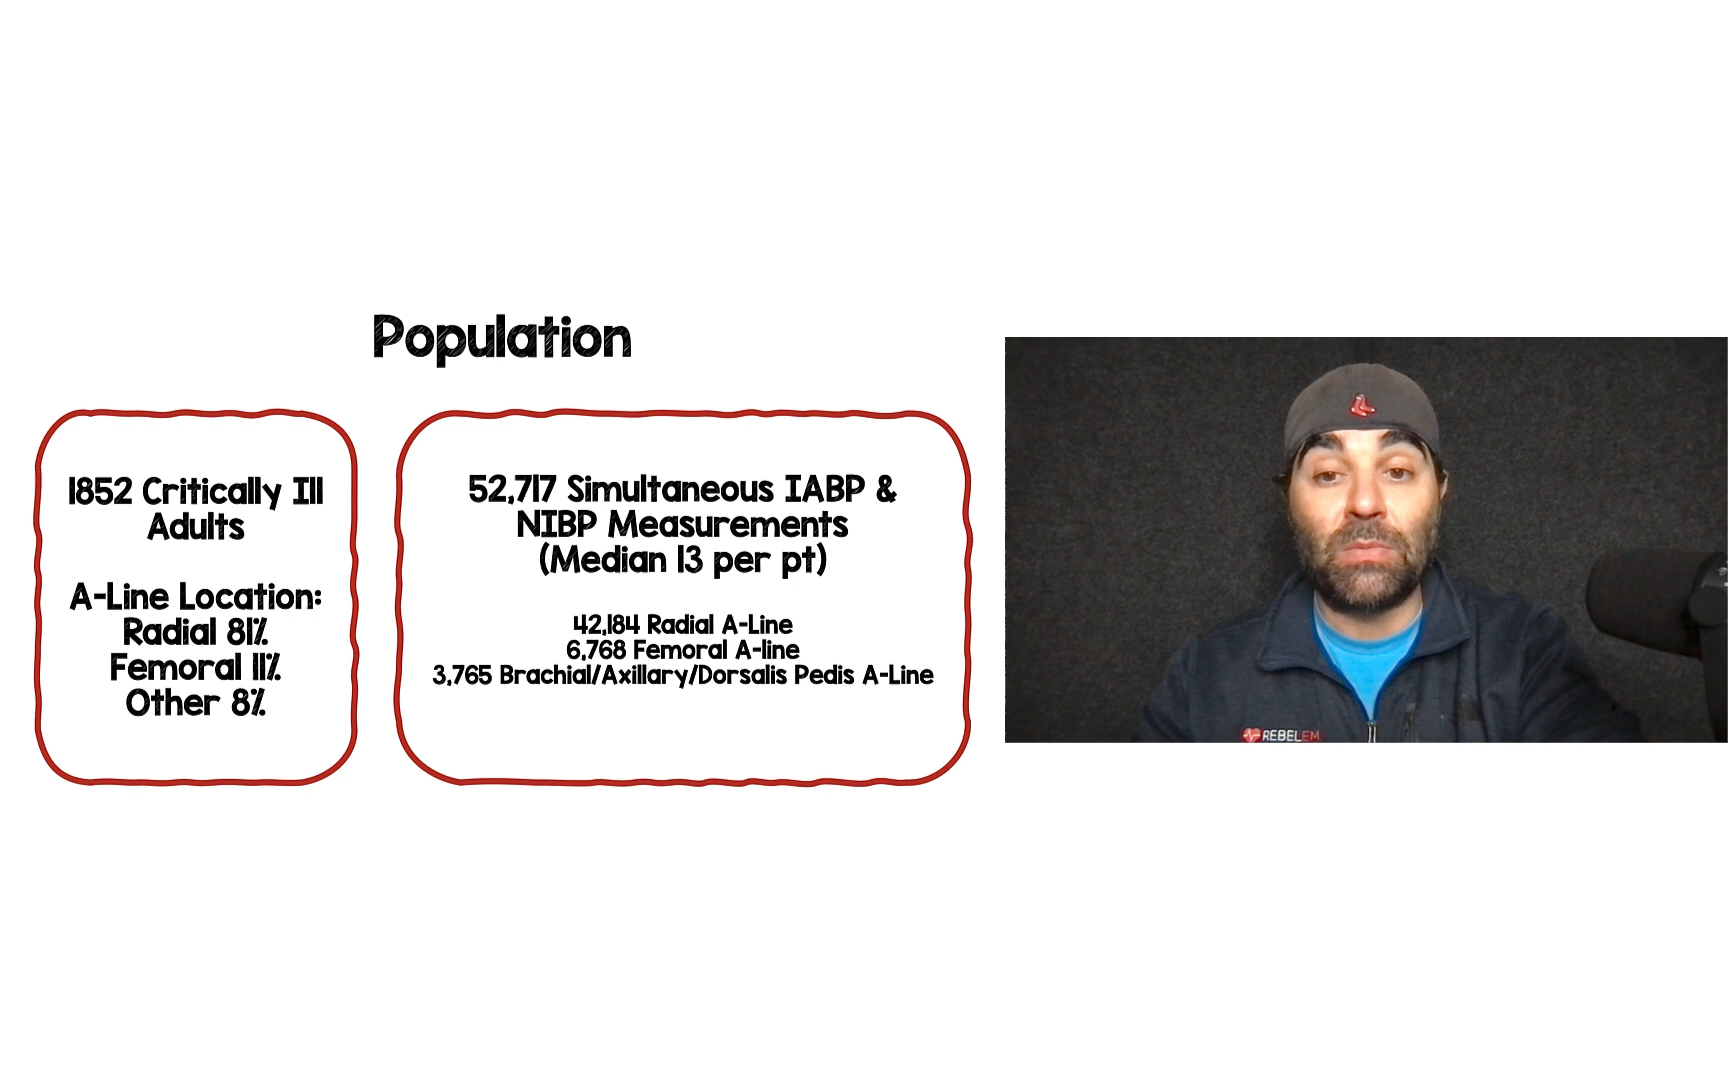 Population
1852 Critically Ill
Adults
A-Line Location:
Radial 81%
Femoral 11%
Other 8%
52,717 Simultaneous IABP &
NIBP Measurements
(Median 13 per pt)
42,184 Radial A-Line
6,768 Femoral A-line
3,765 Brachial/Axillary/Dorsalis Pedis A-Line
REBELEM